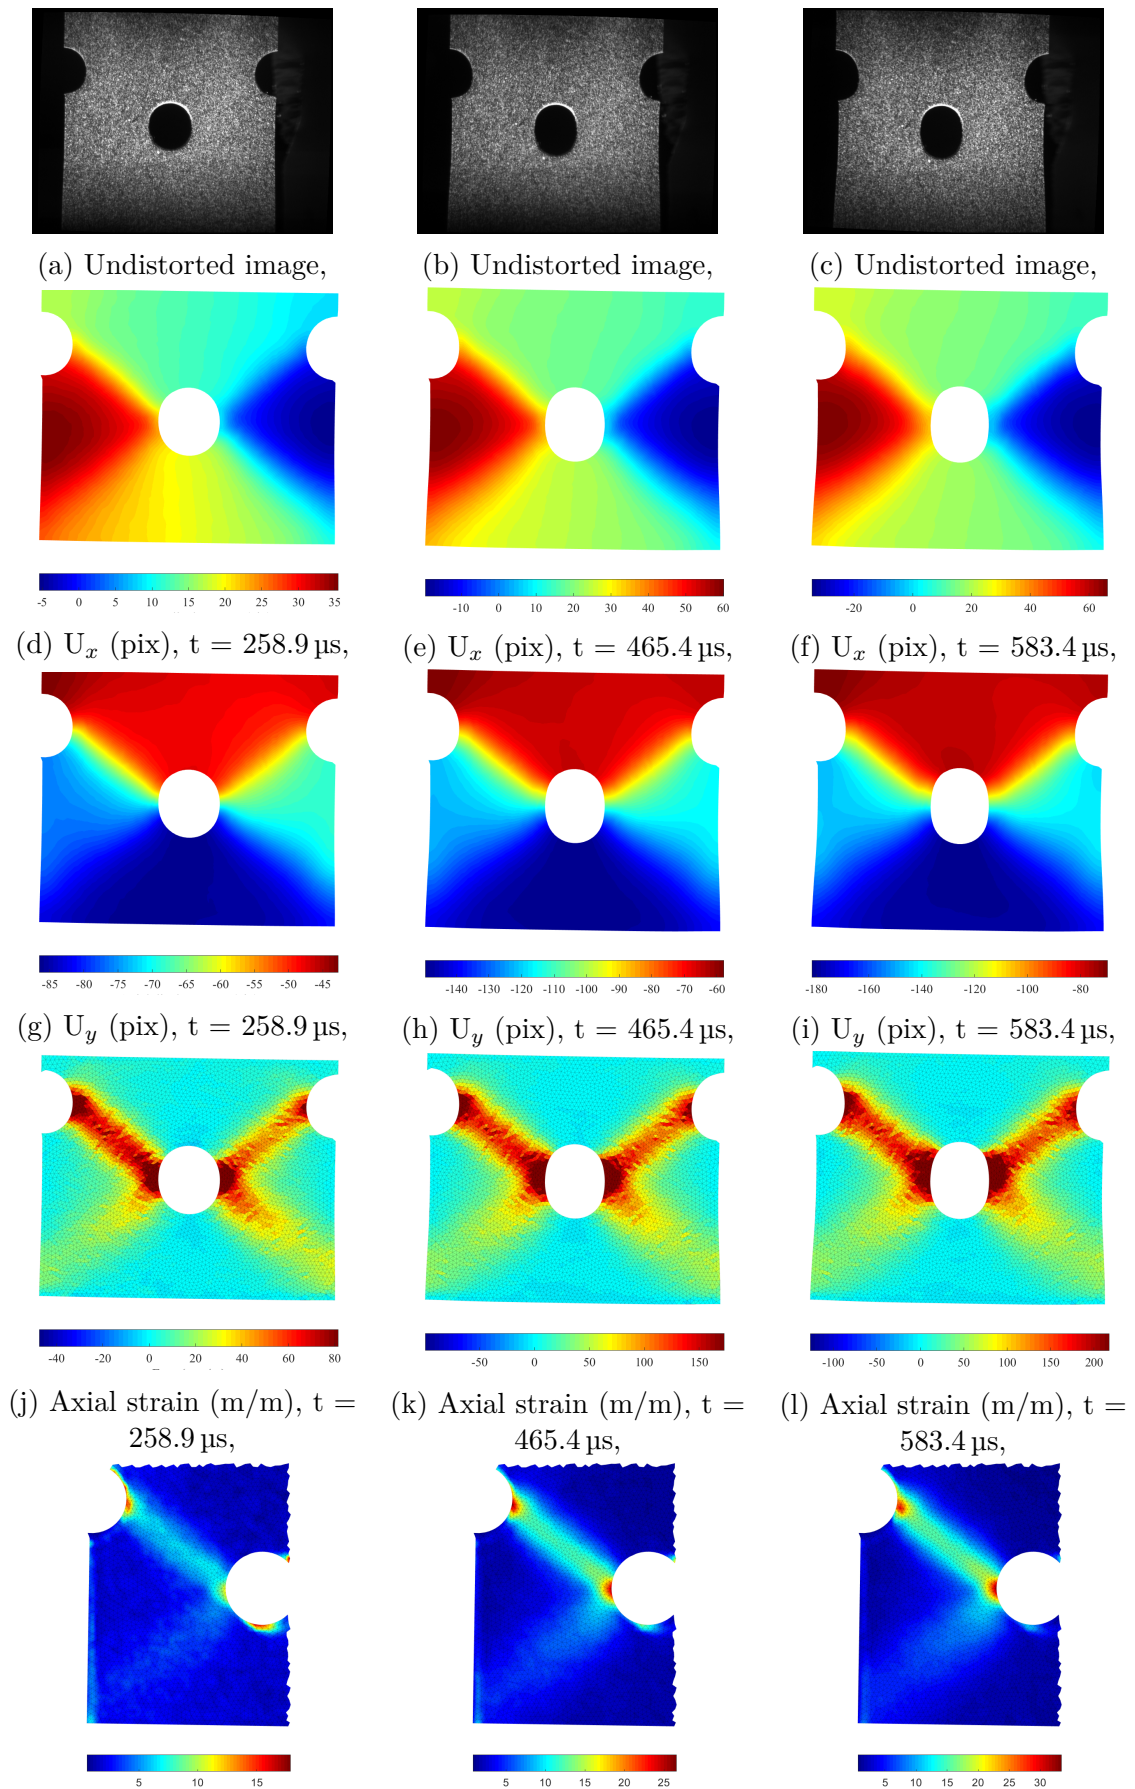 (a) Undistorted image, (b) Undistorted image, (c) Undistorted image,
-5 0 5 10 15 20 25 30 35 -10 0 10 20 30 40 50 60 -20 0 20 40 60
(d) Uₓ (pix), t = 258.9 µs, (e) Uₓ (pix), t = 465.4 µs, (f) Uₓ (pix), t = 583.4 µs,
-85 -80 -75 -70 -65 -60 -55 -50 -45 -140 -130 -120 -110 -100 -90 -80 -70 -60 -180 -160 -140 -120 -100 -80
(g) U_y (pix), t = 258.9 µs, (h) U_y (pix), t = 465.4 µs, (i) U_y (pix), t = 583.4 µs,
-40 -20 0 20 40 60 80 -50 0 50 100 150 -100 -50 0 50 100 150 200
(j) Axial strain (m/m), t = (k) Axial strain (m/m), t = (l) Axial strain (m/m), t =
258.9 µs, 465.4 µs, 583.4 µs,
5 10 15 5 10 15 20 25 5 10 15 20 25 30